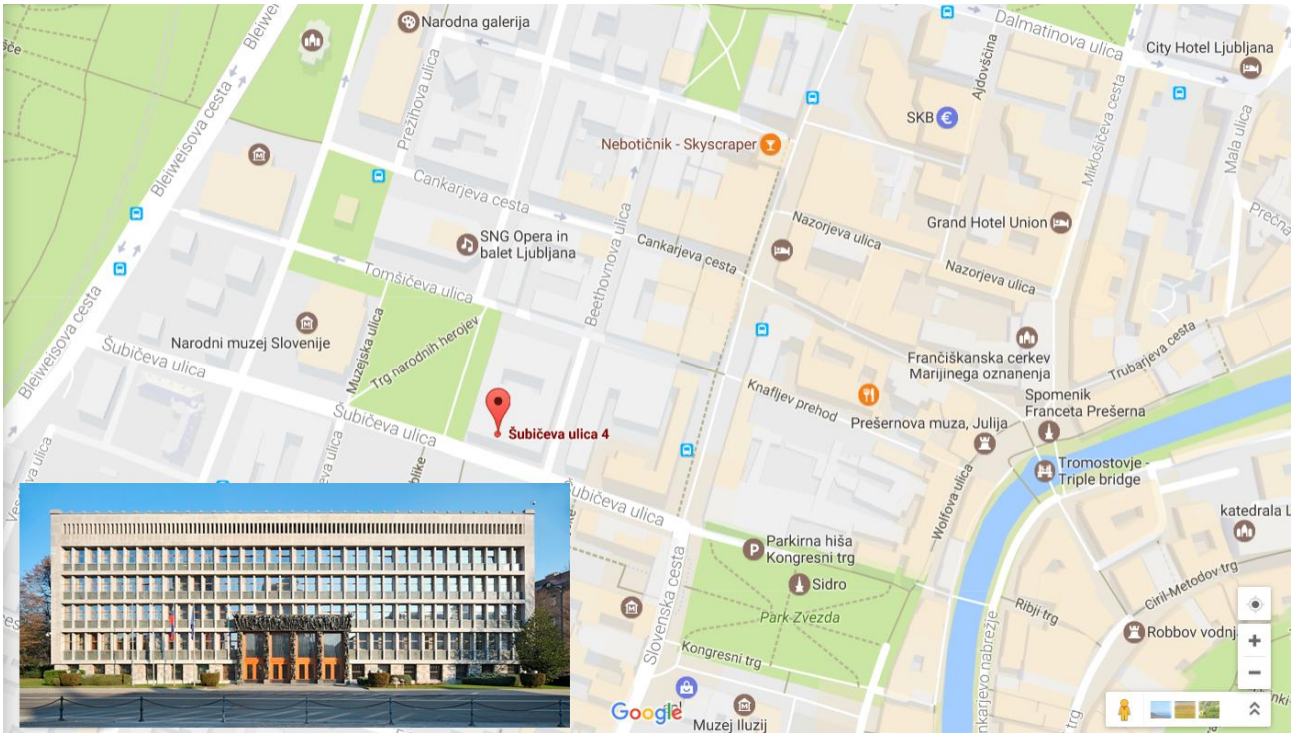 Narodna galerija
Dalmatinova ulica
City Hotel Ljubljana
Bleiweisova cesta
Prežihova ulica
Ajdovščina
SKB
Miklošičeva cesta
Mala ulica
Nebotičnik - Skyscraper
Cankarjeva cesta
Prečna
Nazorjeva ulica
Grand Hotel Union
SNG Opera in
balet Ljubljana
Beethovnova ulica
Cankarjeva cesta
Nazorjeva ulica
Tomšičeva ulica
Bleiweisova cesta
Narodni muzej Slovenije
Šubičeva ulica
Muzejska ulica
Trg narodnih herojev
Frančiškanska cerkev
Marijinega oznanenja
Trubarjeva cesta
Knafljev prehod
Spomenik
Franceta Prešerna
Šubičeva ulica
Šubičeva ulica 4
Prešernova muza, Julija
Tromostovje -
Triple bridge
Wolfova ulica
Šubičeva ulica
katedrala L
Parkirna hiša
Kongresni trg
Sidro
Park Zvezda
Ribji trg
Ciril-Metodov trg
Robbov vodnj
Slovenska cesta
Kongresni trg
nkarjevo nabrežje
Google
Muzej Iluzij
trg